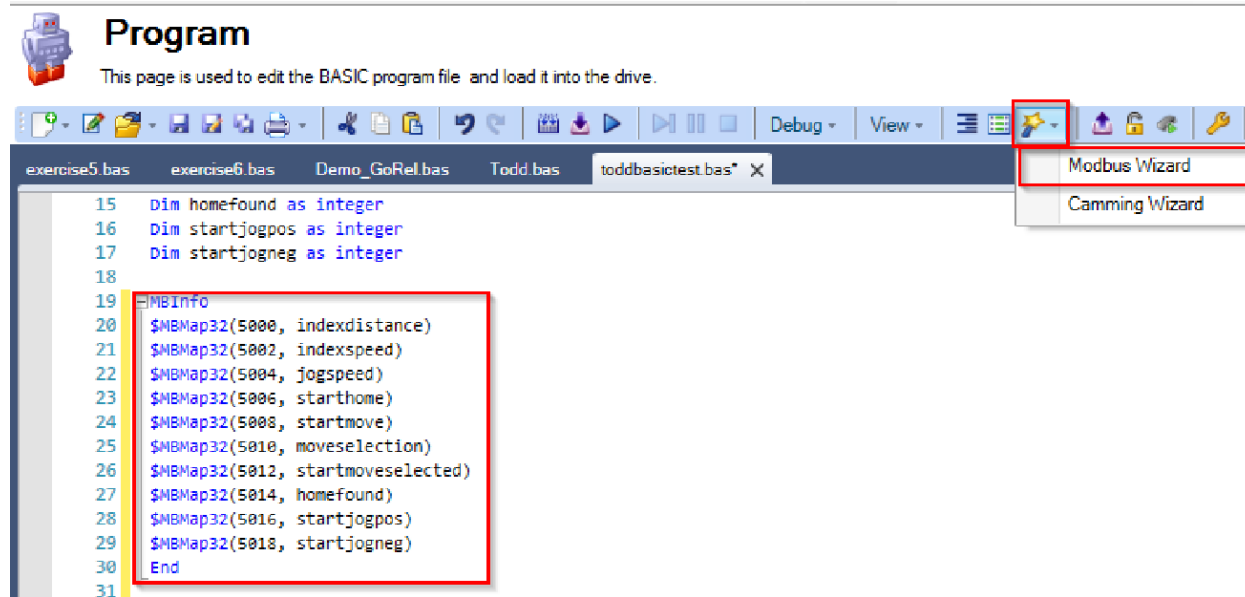 Program
This page is used to edit the BASIC program file and load it into the drive.
Debug View
exercise5.bas exercise6.bas Demo_GoRel.bas Todd.bas toddbasictest.bas* X
Modbus Wizard
Camming Wizard
15 Dim homefound as integer
16 Dim startjogpos as integer
17 Dim startjogneg as integer
18
19 MBInfo
20 $MBMap32(5000, indexdistance)
21 $MBMap32(5002, indexspeed)
22 $MBMap32(5004, jogspeed)
23 $MBMap32(5006, starthome)
24 $MBMap32(5008, startmove)
25 $MBMap32(5010, moveselection)
26 $MBMap32(5012, startmoveselected)
27 $MBMap32(5014, homefound)
28 $MBMap32(5016, startjogpos)
29 $MBMap32(5018, startjogneg)
30 End
31